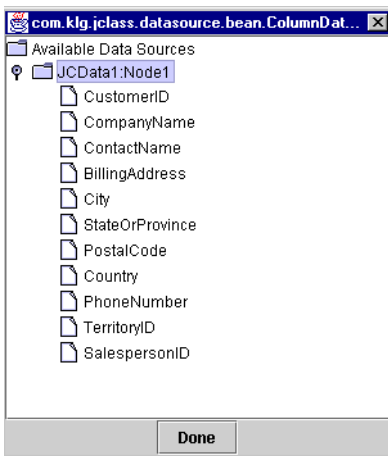 com.klg.jclass.datasource.bean.ColumnDat...
Available Data Sources
JCData1:Node1
CustomerID
CompanyName
ContactName
BillingAddress
City
StateOrProvince
PostalCode
Country
PhoneNumber
TerritoryID
SalespersonID
Done